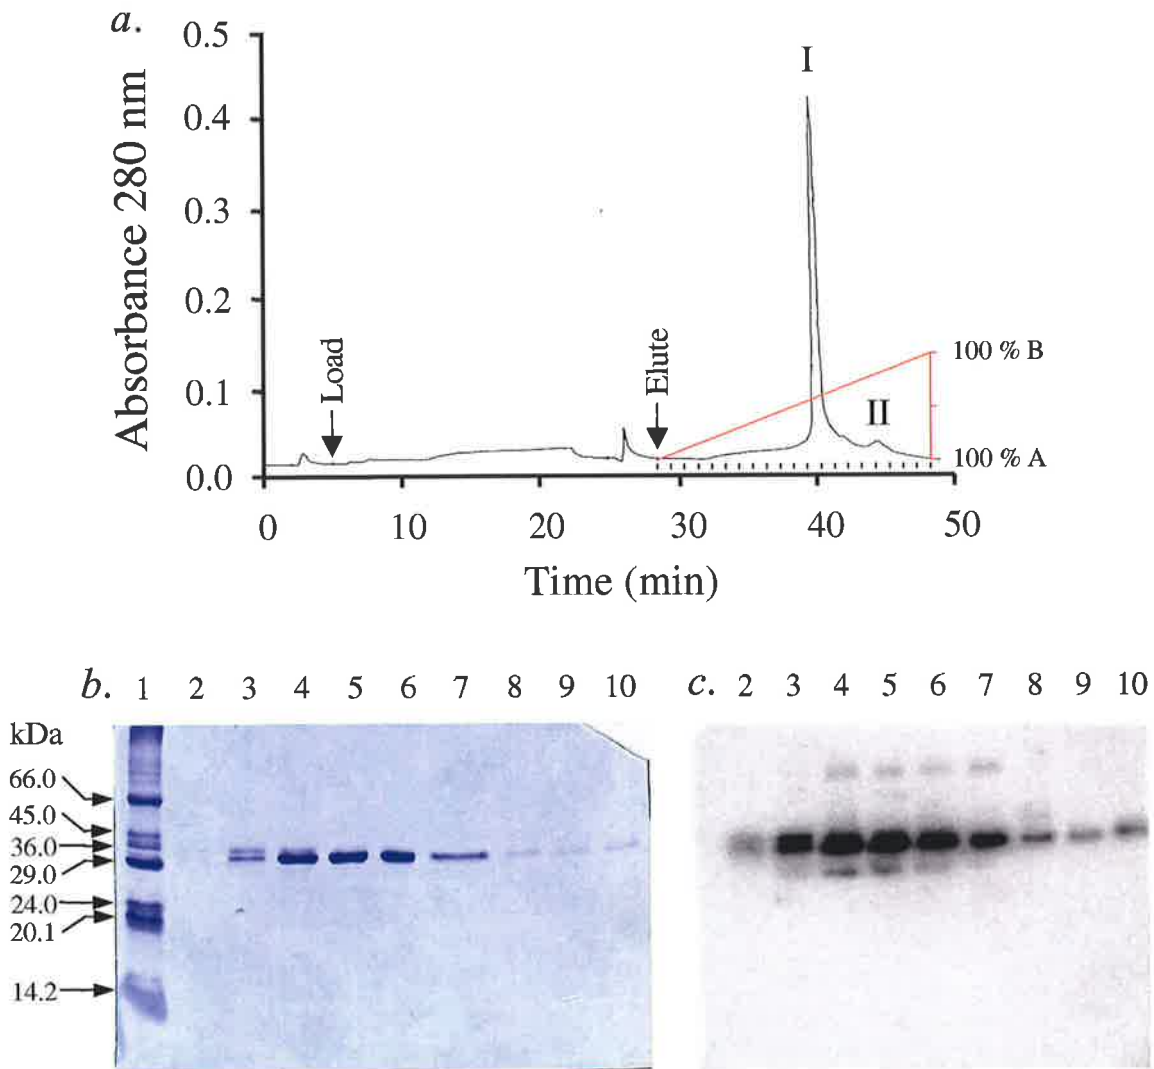 a.
Absorbance 280 nm
0.5
0.4
0.3
0.2
0.1
0.0
Load
Elute
I
II
100 % B
100 % A
0 10 20 30 40 50
Time (min)
b. 1 2 3 4 5 6 7 8 9 10
kDa
66.0
45.0
36.0
29.0
24.0
20.1
14.2
c. 2 3 4 5 6 7 8 9 10